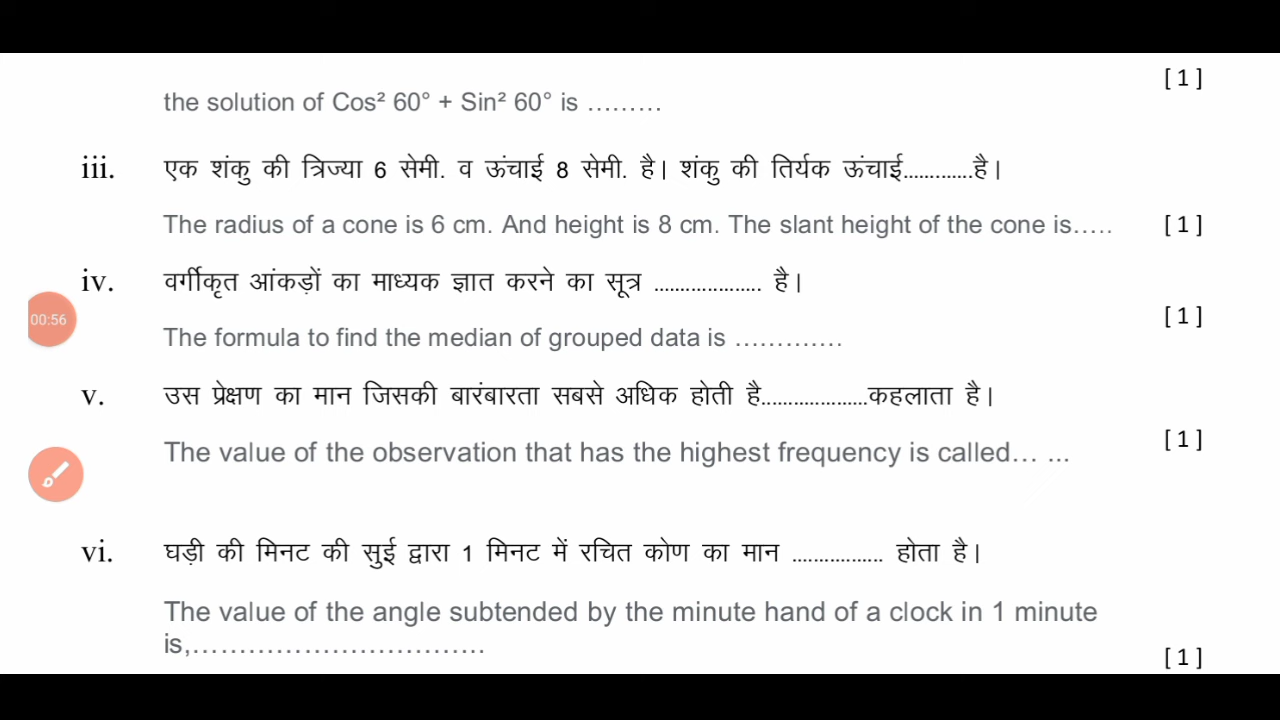 [ 1 ]
the solution of Cos² 60° + Sin² 60° is ………
iii. एक शंकु की त्रिज्या 6 सेमी. व ऊंचाई 8 सेमी. है। शंकु की तिर्यक ऊंचाई.............है।
The radius of a cone is 6 cm. And height is 8 cm. The slant height of the cone is….. [ 1 ]
iv. वर्गीकृत आंकड़ों का माध्यक ज्ञात करने का सूत्र .................... है।
[ 1 ]
00:56
The formula to find the median of grouped data is …………
v. उस प्रेक्षण का मान जिसकी बारंबारता सबसे अधिक होती है....................कहलाता है।
[ 1 ]
The value of the observation that has the highest frequency is called… ...
vi. घड़ी की मिनट की सुई द्वारा 1 मिनट में रचित कोण का मान ................. होता है।
The value of the angle subtended by the minute hand of a clock in 1 minute
is,……………………………
[ 1 ]